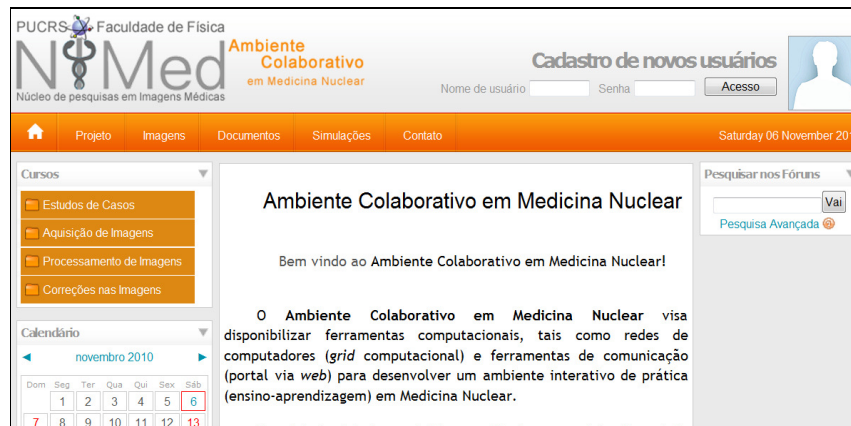 PUCRS Faculdade de Física
NIMed
Núcleo de pesquisas em Imagens Médicas
Ambiente
Colaborativo
em Medicina Nuclear
Cadastro de novos usuários
Nome de usuário Senha Acesso
Projeto Imagens Documentos Simulações Contato Saturday 06 November 20
Cursos
Estudos de Casos
Aquisição de Imagens
Processamento de Imagens
Correções nas Imagens
Calendário
◄ novembro 2010 ►
Dom Seg Ter Qua Qui Sex Sáb
1 2 3 4 5 6
7 8 9 10 11 12 13
Ambiente Colaborativo em Medicina Nuclear
Bem vindo ao Ambiente Colaborativo em Medicina Nuclear!
O Ambiente Colaborativo em Medicina Nuclear visa
disponibilizar ferramentas computacionais, tais como redes de
computadores (grid computacional) e ferramentas de comunicação
(portal via web) para desenvolver um ambiente interativo de prática
(ensino-aprendizagem) em Medicina Nuclear.
Pesquisar nos Fóruns
Vai
Pesquisa Avançada